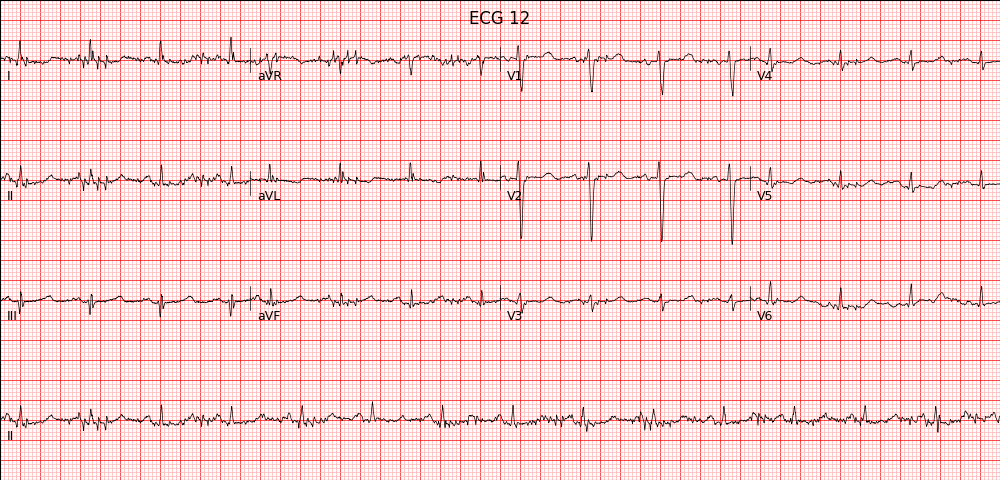 ECG 12
I aVR V1 V4
II aVL V2 V5
III aVF V3 V6
II